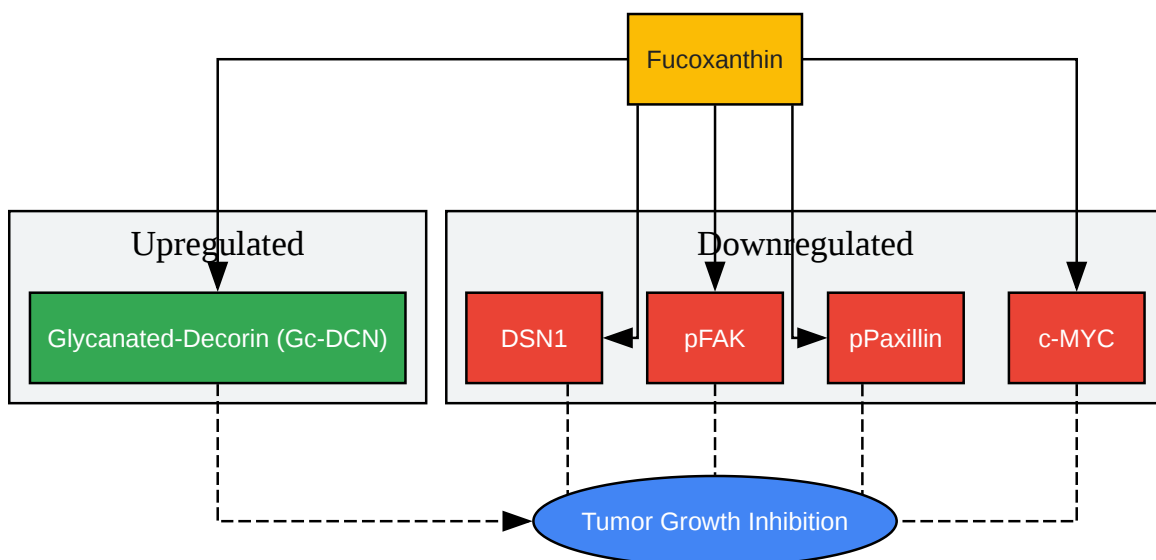 Fucoxanthin
Upregulated
Downregulated
Glycanated-Decorin (Gc-DCN)
DSN1
pFAK
pPaxillin
c-MYC
Tumor Growth Inhibition